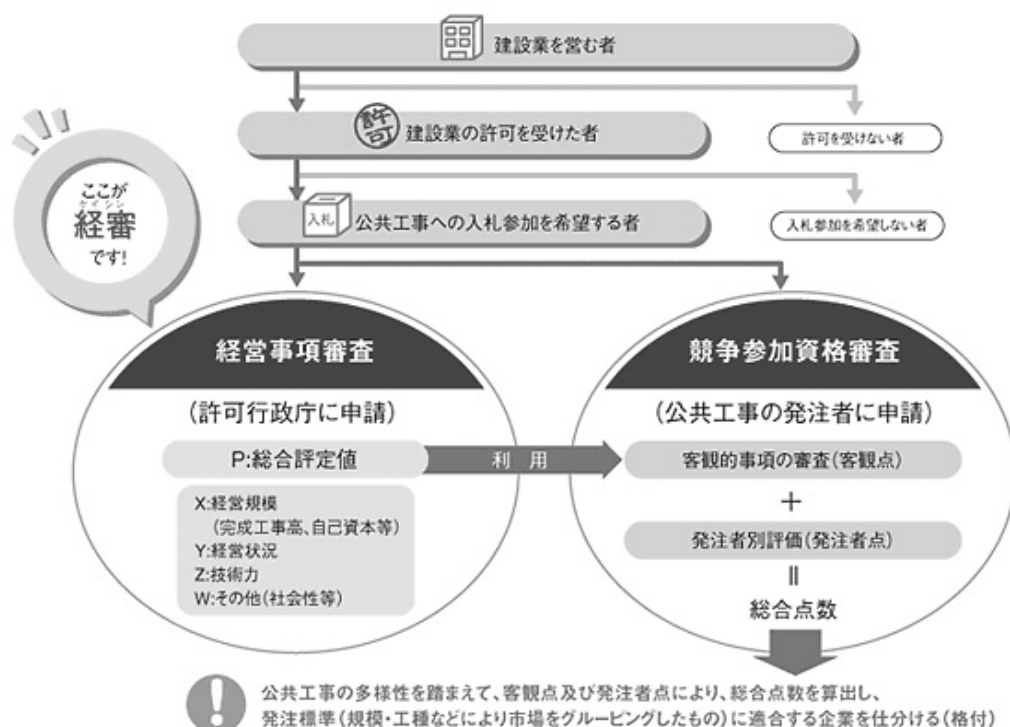 建設業を営む者
許可
建設業の許可を受けた者
許可を受けない者
入札
公共工事への入札参加を希望する者
入札参加を希望しない者
ここが
ケイシン
経審
です!
経営事項審査
(許可行政庁に申請)
P:総合評定値
X:経営規模
(完成工事高、自己資本等)
Y:経営状況
Z:技術力
W:その他(社会性等)
利用
競争参加資格審査
(公共工事の発注者に申請)
客観的事項の審査(客観点)
+
発注者別評価(発注者点)
=
総合点数
!
公共工事の多様性を踏まえて、客観点及び発注者点により、総合点数を算出し、
発注標準(規模・工種などにより市場をグルーピングしたもの)に適合する企業を仕分ける(格付)